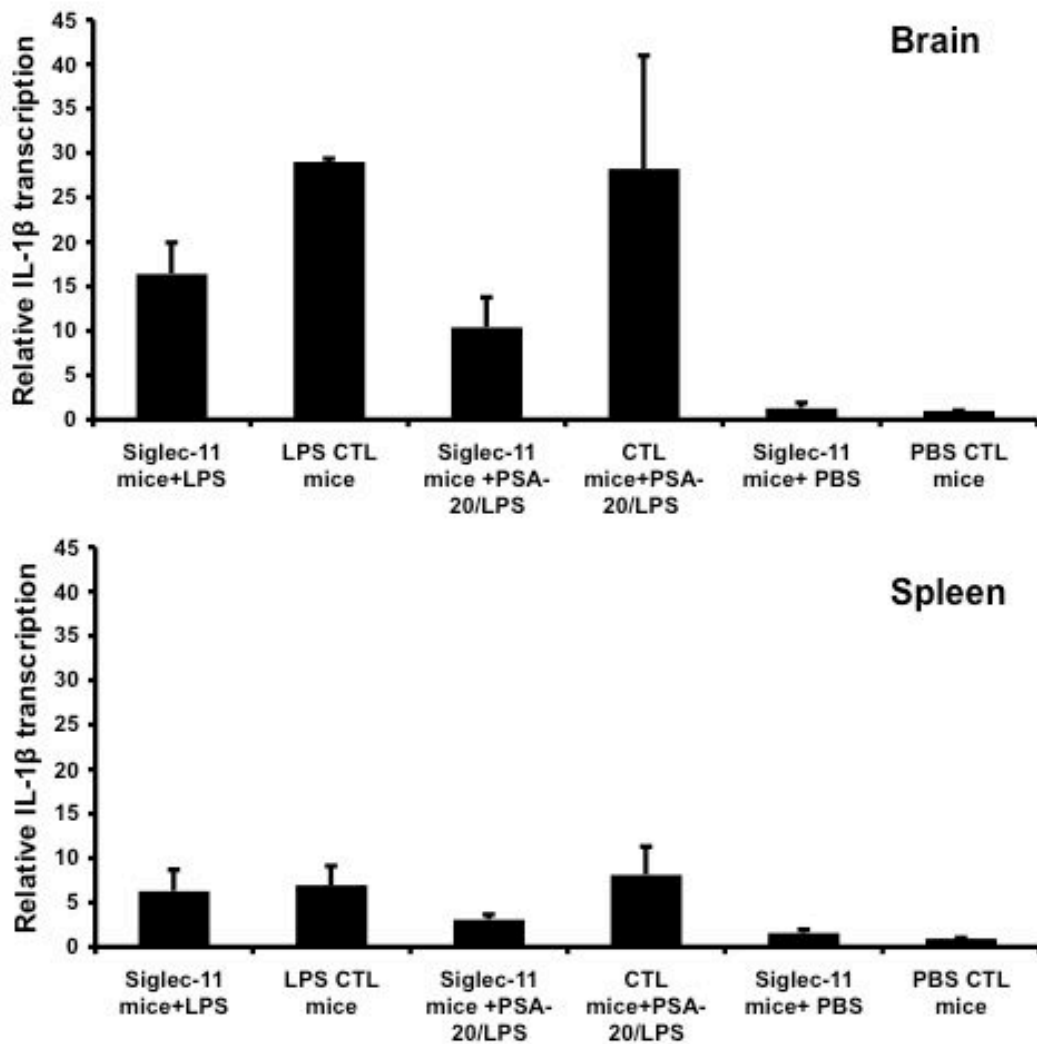 Brain
Relative IL-1β transcription
45
40
35
30
25
20
15
10
5
0
Siglec-11
mice+LPS
LPS CTL
mice
Siglec-11
mice +PSA-
20/LPS
CTL
mice+PSA-
20/LPS
Siglec-11
mice+ PBS
PBS CTL
mice
Spleen
Relative IL-1β transcription
45
40
35
30
25
20
15
10
5
0
Siglec-11
mice+LPS
LPS CTL
mice
Siglec-11
mice +PSA-
20/LPS
CTL
mice+PSA-
20/LPS
Siglec-11
mice+ PBS
PBS CTL
mice